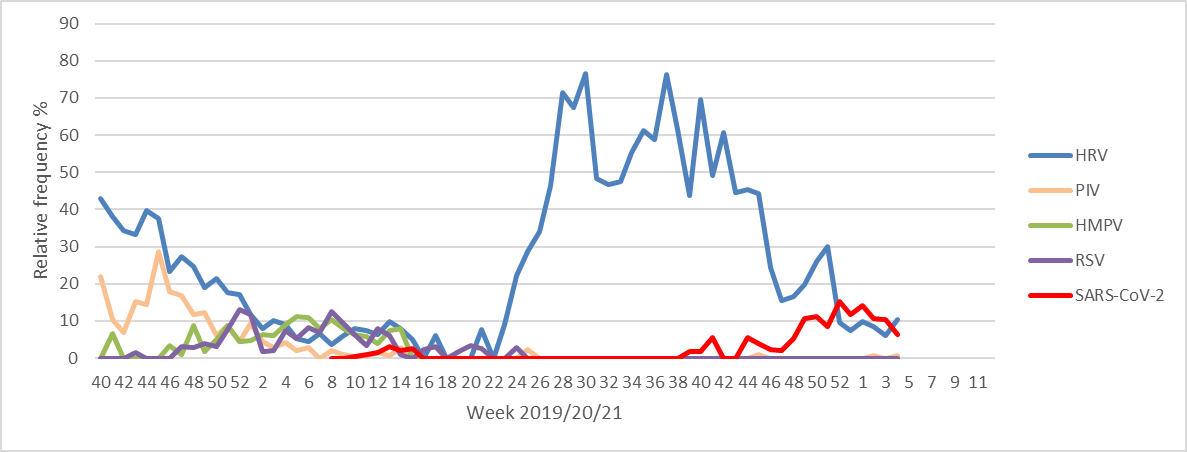 90
80
70
60
50
40
30
20
10
0
Relative frequency %
40 42 44 46 48 50 52 2 4 6 8 10 12 14 16 18 20 22 24 26 28 30 32 34 36 38 40 42 44 46 48 50 52 1 3 5 7 9 11
Week 2019/20/21
HRV
PIV
HMPV
RSV
SARS-CoV-2